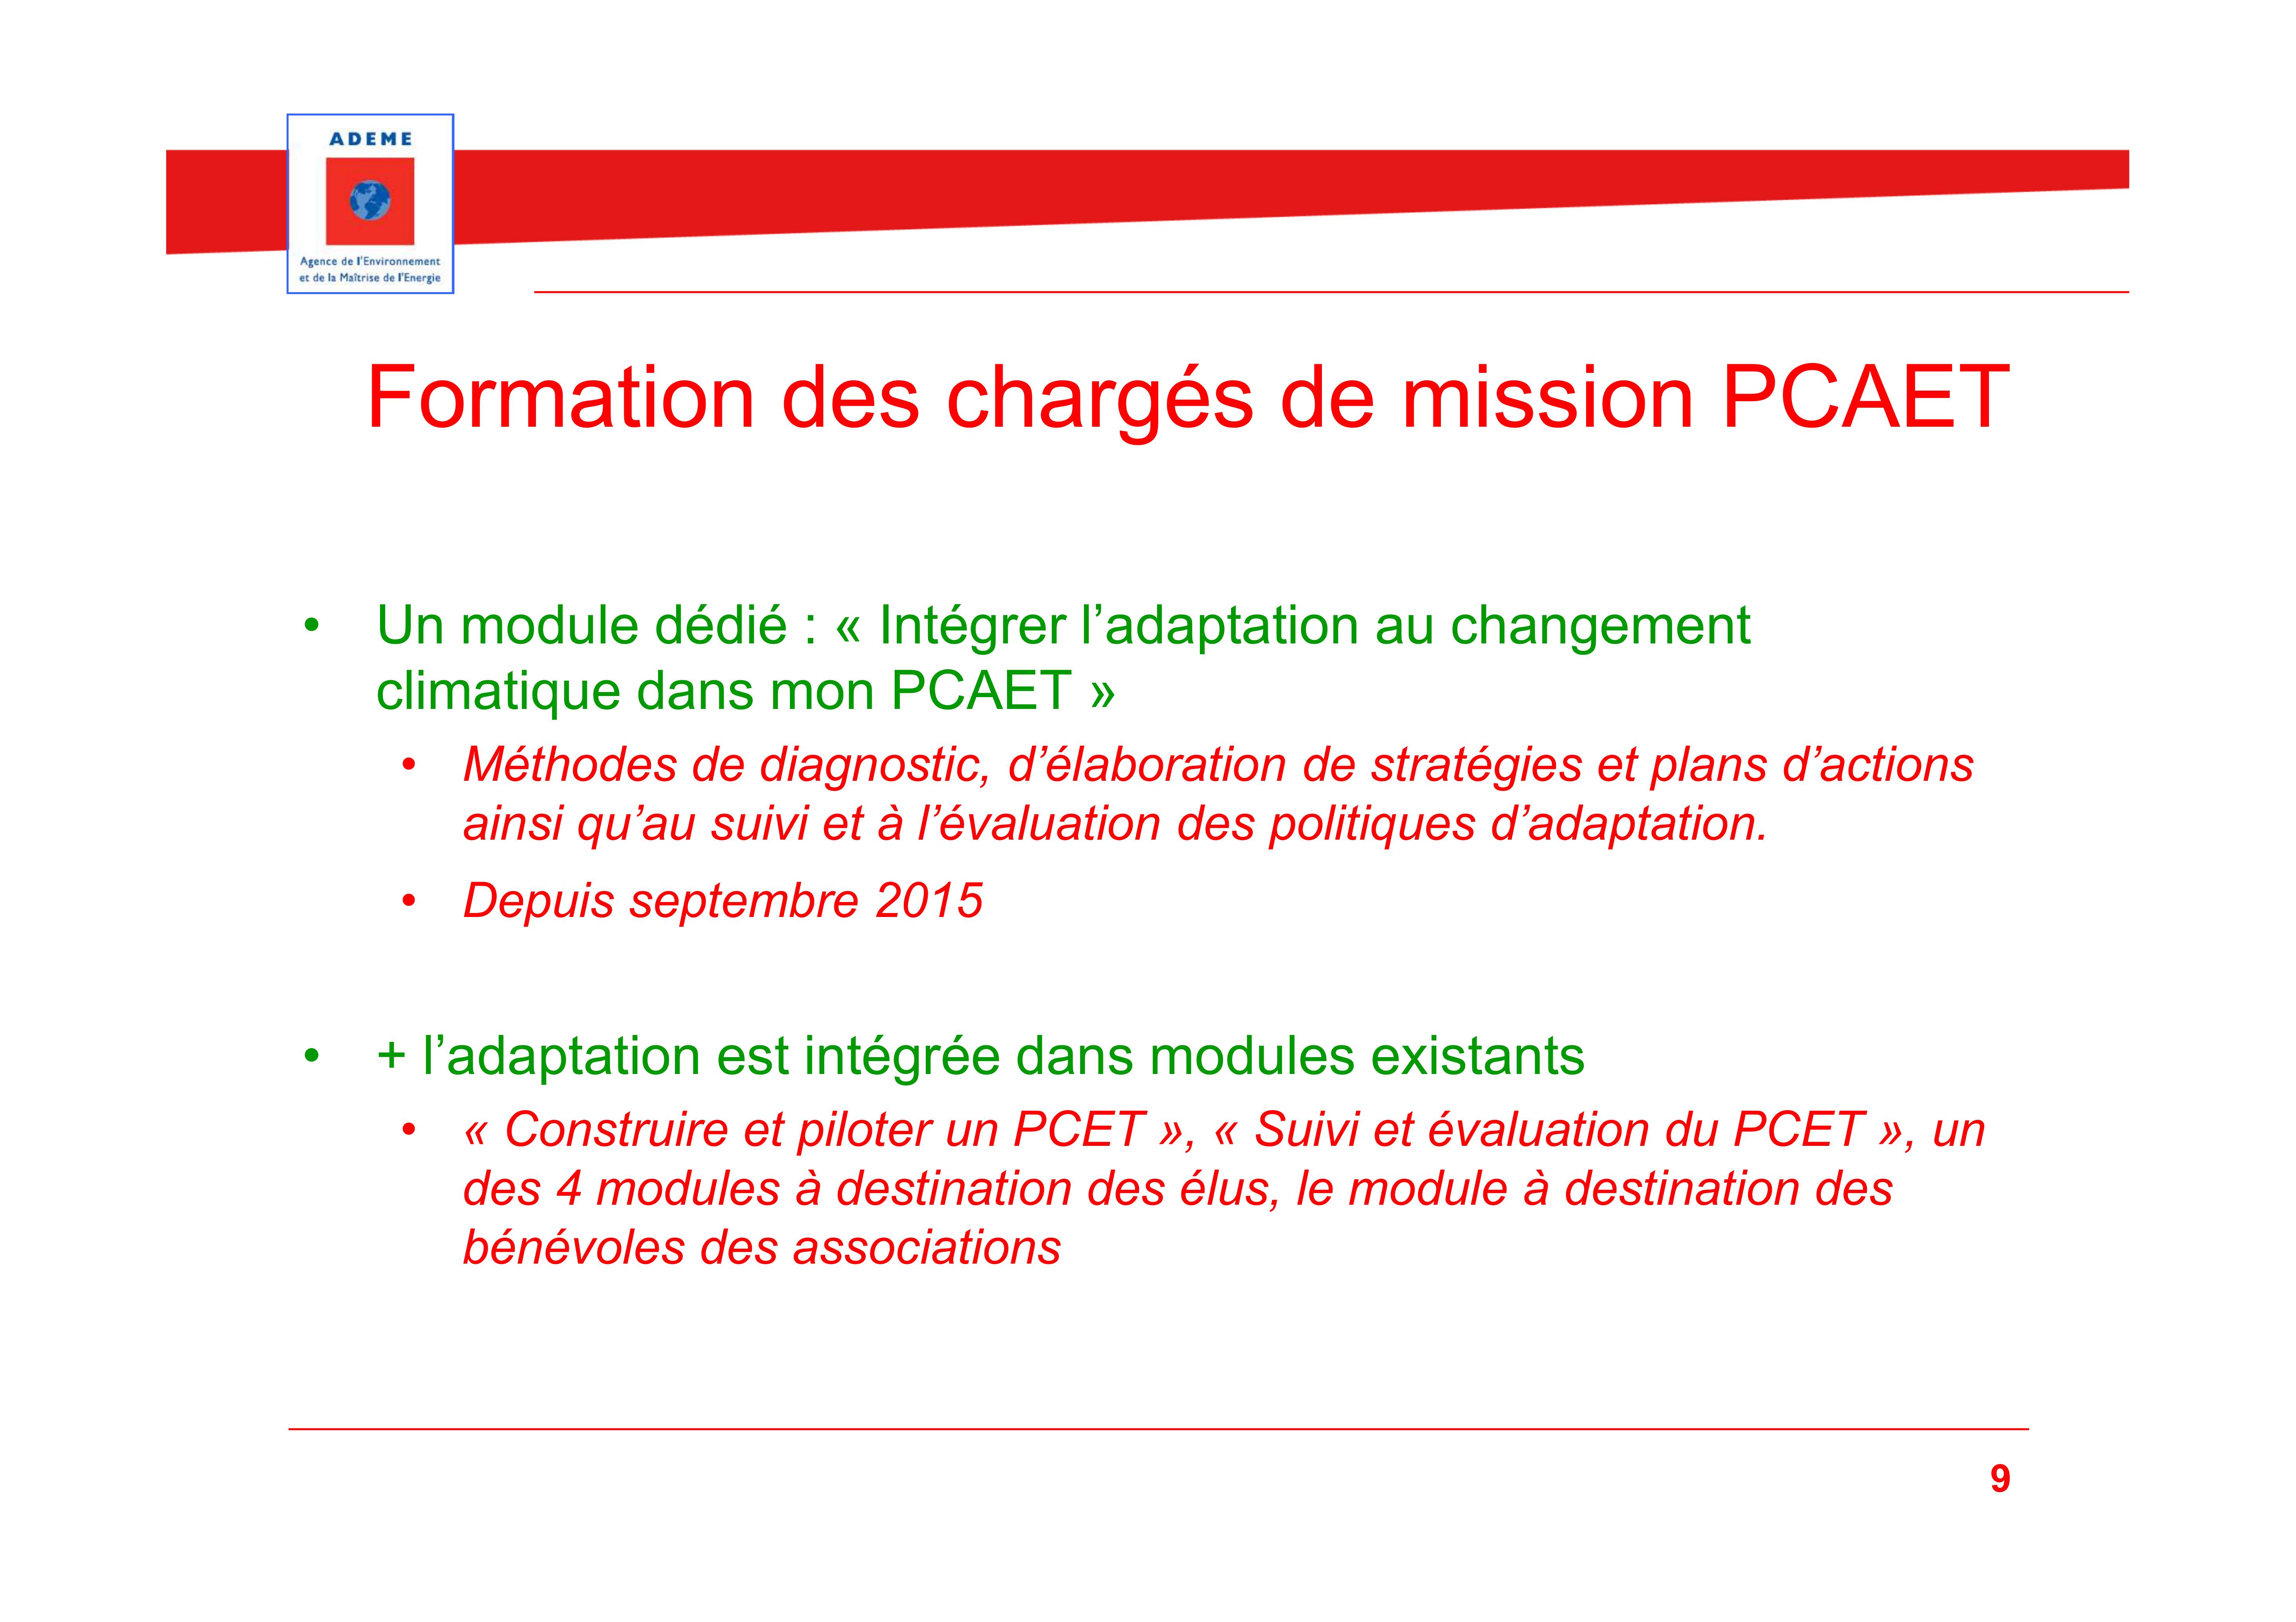 ADEME
Agence de l'Environnement
et de la Maîtrise de l'Energie
Formation des chargés de mission PCAET
• Un module dédié : « Intégrer l’adaptation au changement
climatique dans mon PCAET »
• Méthodes de diagnostic, d’élaboration de stratégies et plans d’actions
ainsi qu’au suivi et à l’évaluation des politiques d’adaptation.
• Depuis septembre 2015
• + l’adaptation est intégrée dans modules existants
• « Construire et piloter un PCET », « Suivi et évaluation du PCET », un
des 4 modules à destination des élus, le module à destination des
bénévoles des associations
9